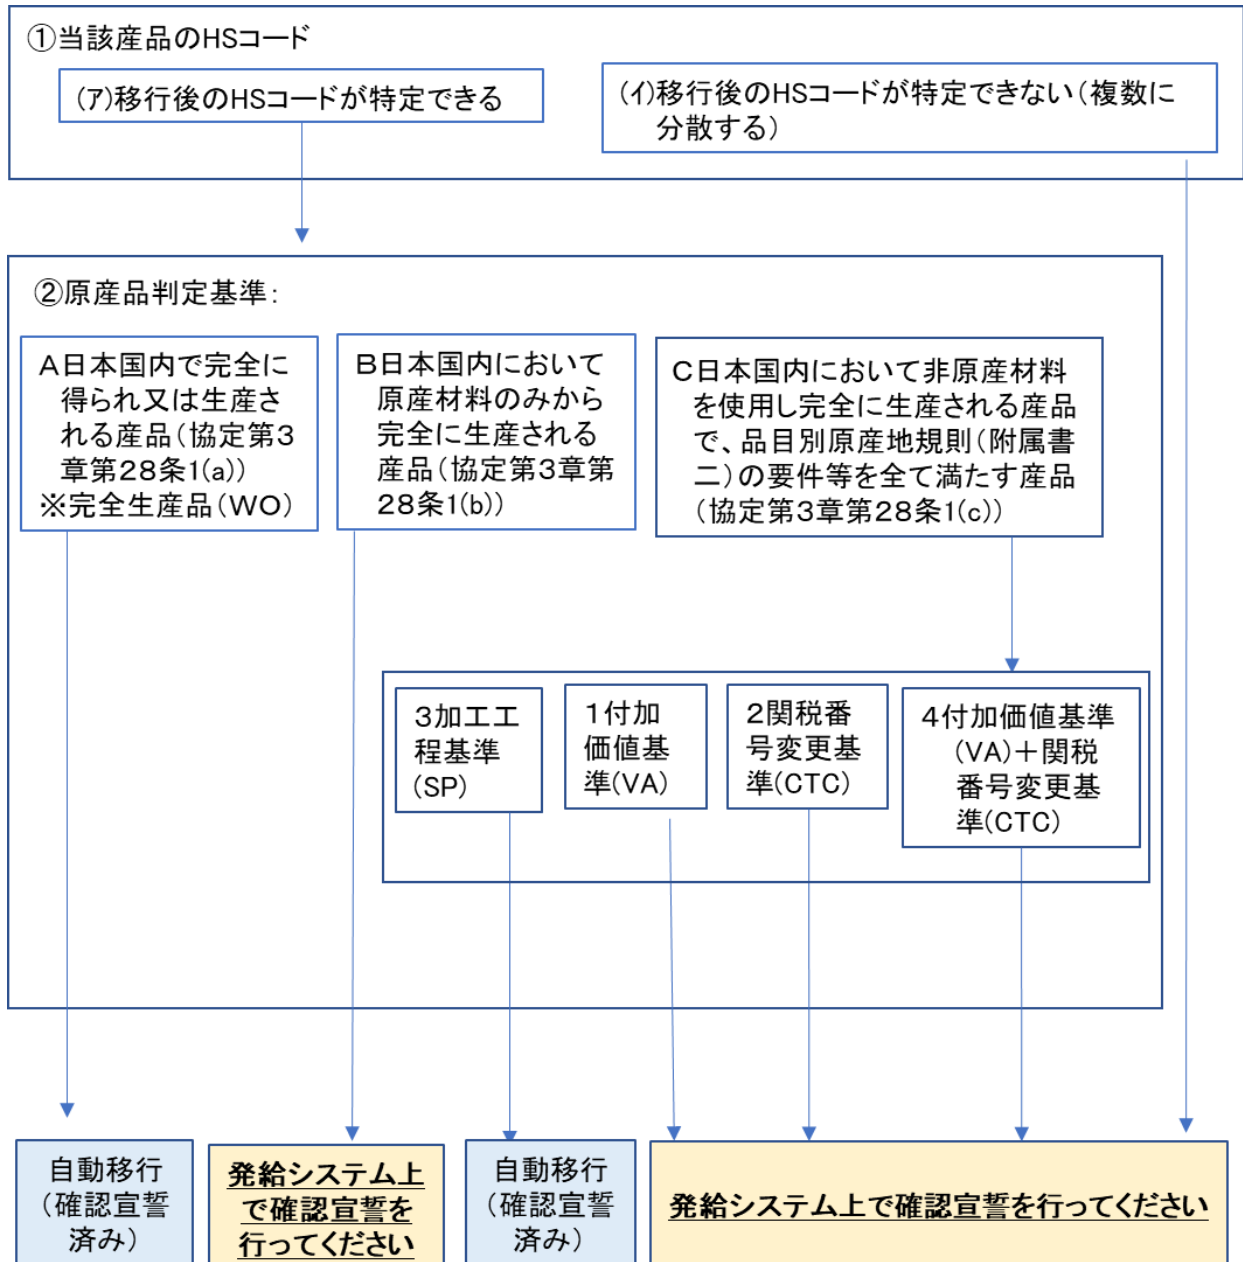 ①当該産品のHSコード
(ア)移行後のHSコードが特定できる
(イ)移行後のHSコードが特定できない(複数に
分散する)
②原産品判定基準:
A日本国内で完全に
得られ又は生産さ
れる産品(協定第3
章第28条1(a))
※完全生産品(WO)
B日本国内において
原産材料のみから
完全に生産される
産品(協定第3章第
28条1(b))
C日本国内において非原産材料
を使用し完全に生産される産品
で、品目別原産地規則(附属書
二)の要件等を全て満たす産品
(協定第3章第28条1(c))
3加工工
程基準
(SP)
1付加
価値基
準(VA)
2関税番
号変更基
準(CTC)
4付加価値基準
(VA)+関税
番号変更基
準(CTC)
自動移行
(確認宣誓
済み)
発給システム上
で確認宣誓を
行ってください
自動移行
(確認宣誓
済み)
発給システム上で確認宣誓を行ってください